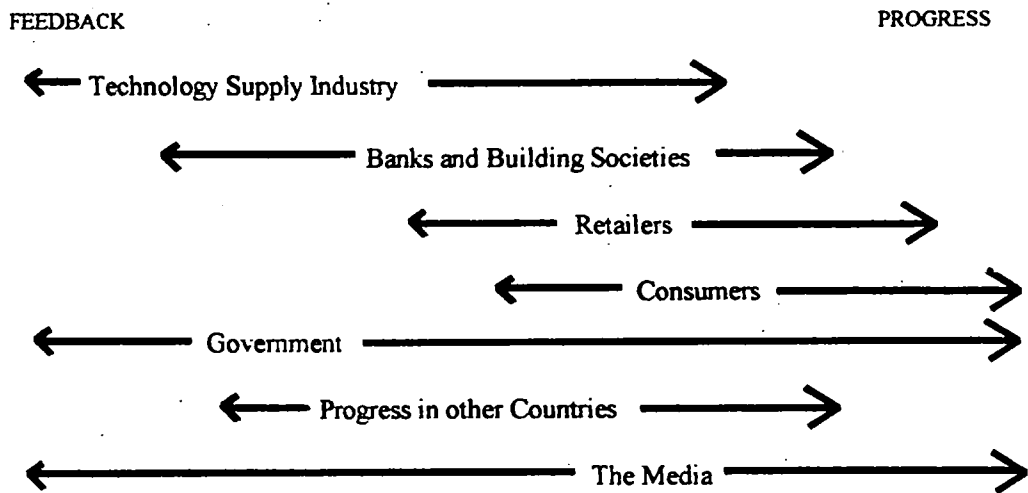 FEEDBACK PROGRESS
Technology Supply Industry
Banks and Building Societies
Retailers
Consumers
Government
Progress in other Countries
The Media